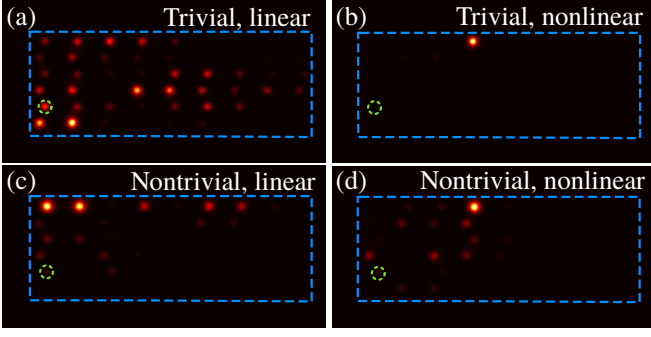 (a) Trivial, linear
(b) Trivial, nonlinear
(c) Nontrivial, linear
(d) Nontrivial, nonlinear